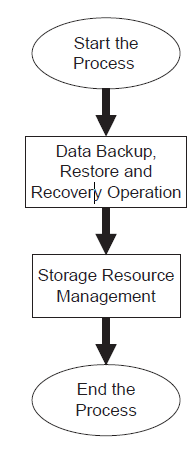 Start the
Process
Data Backup,
Restore and
Recovery Operation
Storage Resource
Management
End the
Process